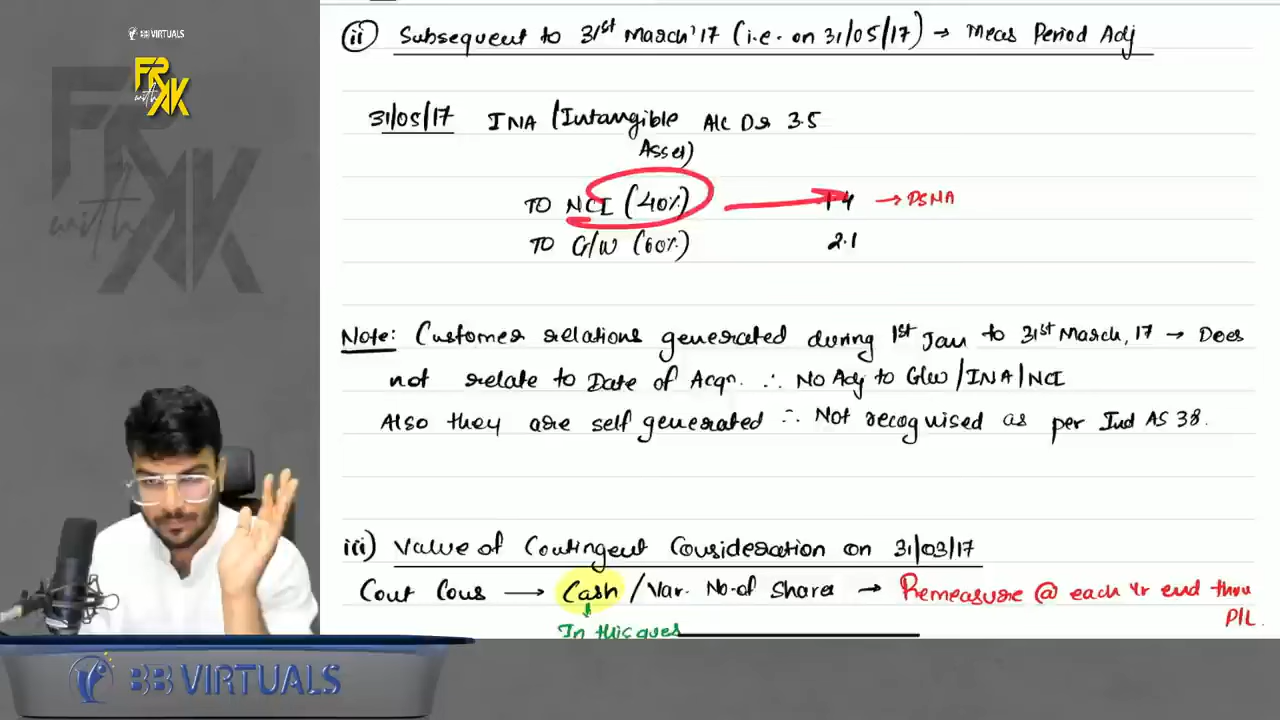 BB VIRTUALS
FR
with
AK
(ii) Subsequent to 31st March'17 (i.e. on 31/05/17) → Meas Period Adj
31/05/17 INA (Intangible A/c Dr 3.5
Asset)
TO NCI (40%) 1.4 → PSNA
TO G/W (60%) 2.1
Note: Customer relations generated during 1st Jan to 31st March, 17 → Does
not relate to Date of Acqn. ∴ No Adj to G/w / INA / NCI
Also they are self generated ∴ Not recognised as per Ind AS 38.
iii) Value of Contingent Consideration on 31/03/17
Cont Cons → Cash / Var. No. of Shares → Remeasure @ each Yr end thru
P/L.
In this ques
BB VIRTUALS